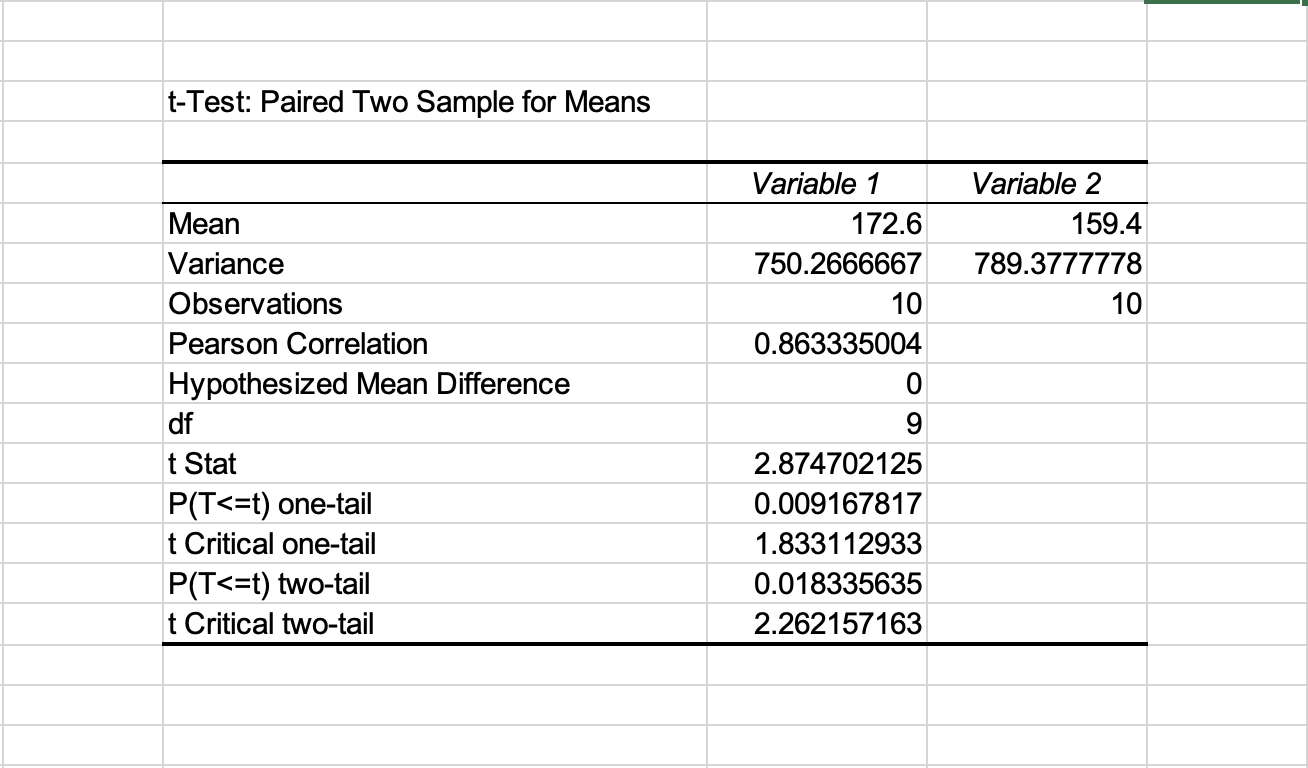 t-Test: Paired Two Sample for Means
Variable 1 Variable 2
Mean 172.6 159.4
Variance 750.2666667 789.3777778
Observations 10 10
Pearson Correlation 0.863335004
Hypothesized Mean Difference 0
df 9
t Stat 2.874702125
P(T<=t) one-tail 0.009167817
t Critical one-tail 1.833112933
P(T<=t) two-tail 0.018335635
t Critical two-tail 2.262157163